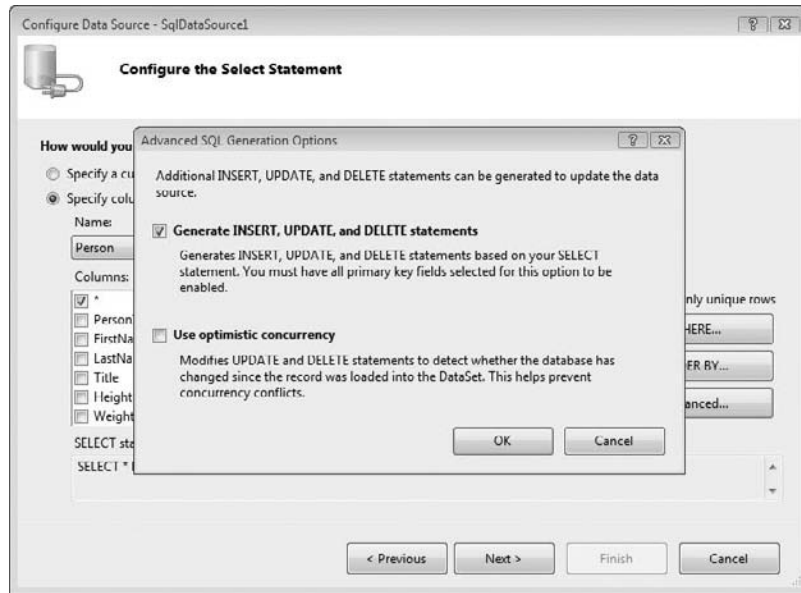 Configure Data Source - SqlDataSource1
Configure the Select Statement
How would you
Specify a cu
Specify colu
Name:
Person
Columns:
*
Person
FirstNa
LastNa
Title
Height
Weight
SELECT sta
SELECT *
Advanced SQL Generation Options
Additional INSERT, UPDATE, and DELETE statements can be generated to update the data
source.
Generate INSERT, UPDATE, and DELETE statements
Generates INSERT, UPDATE, and DELETE statements based on your SELECT
statement. You must have all primary key fields selected for this option to be
enabled.
Use optimistic concurrency
Modifies UPDATE and DELETE statements to detect whether the database has
changed since the record was loaded into the DataSet. This helps prevent
concurrency conflicts.
OK
Cancel
nly unique rows
HERE...
ER BY...
anced...
< Previous
Next >
Finish
Cancel